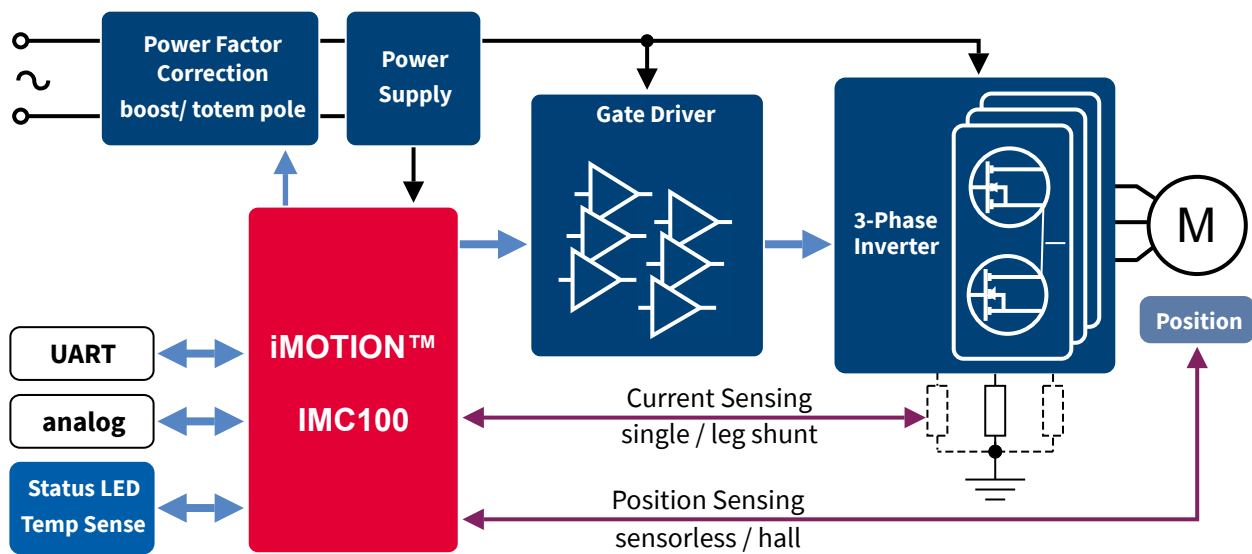 Power Factor
Correction
boost/ totem pole
Power
Supply
Gate Driver
3-Phase
Inverter
M
Position
iMOTION™
IMC100
UART
analog
Status LED
Temp Sense
Current Sensing
single / leg shunt
Position Sensing
sensorless / hall